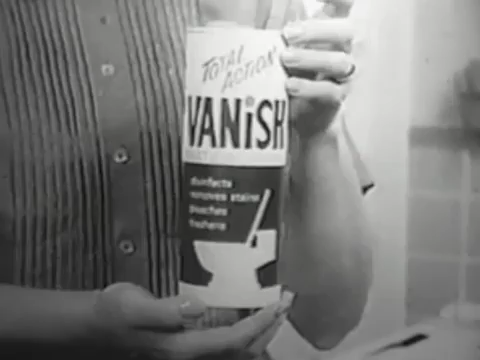 TOTAL
ACTION
VANiSH
disinfects
removes stains
bleaches
freshens